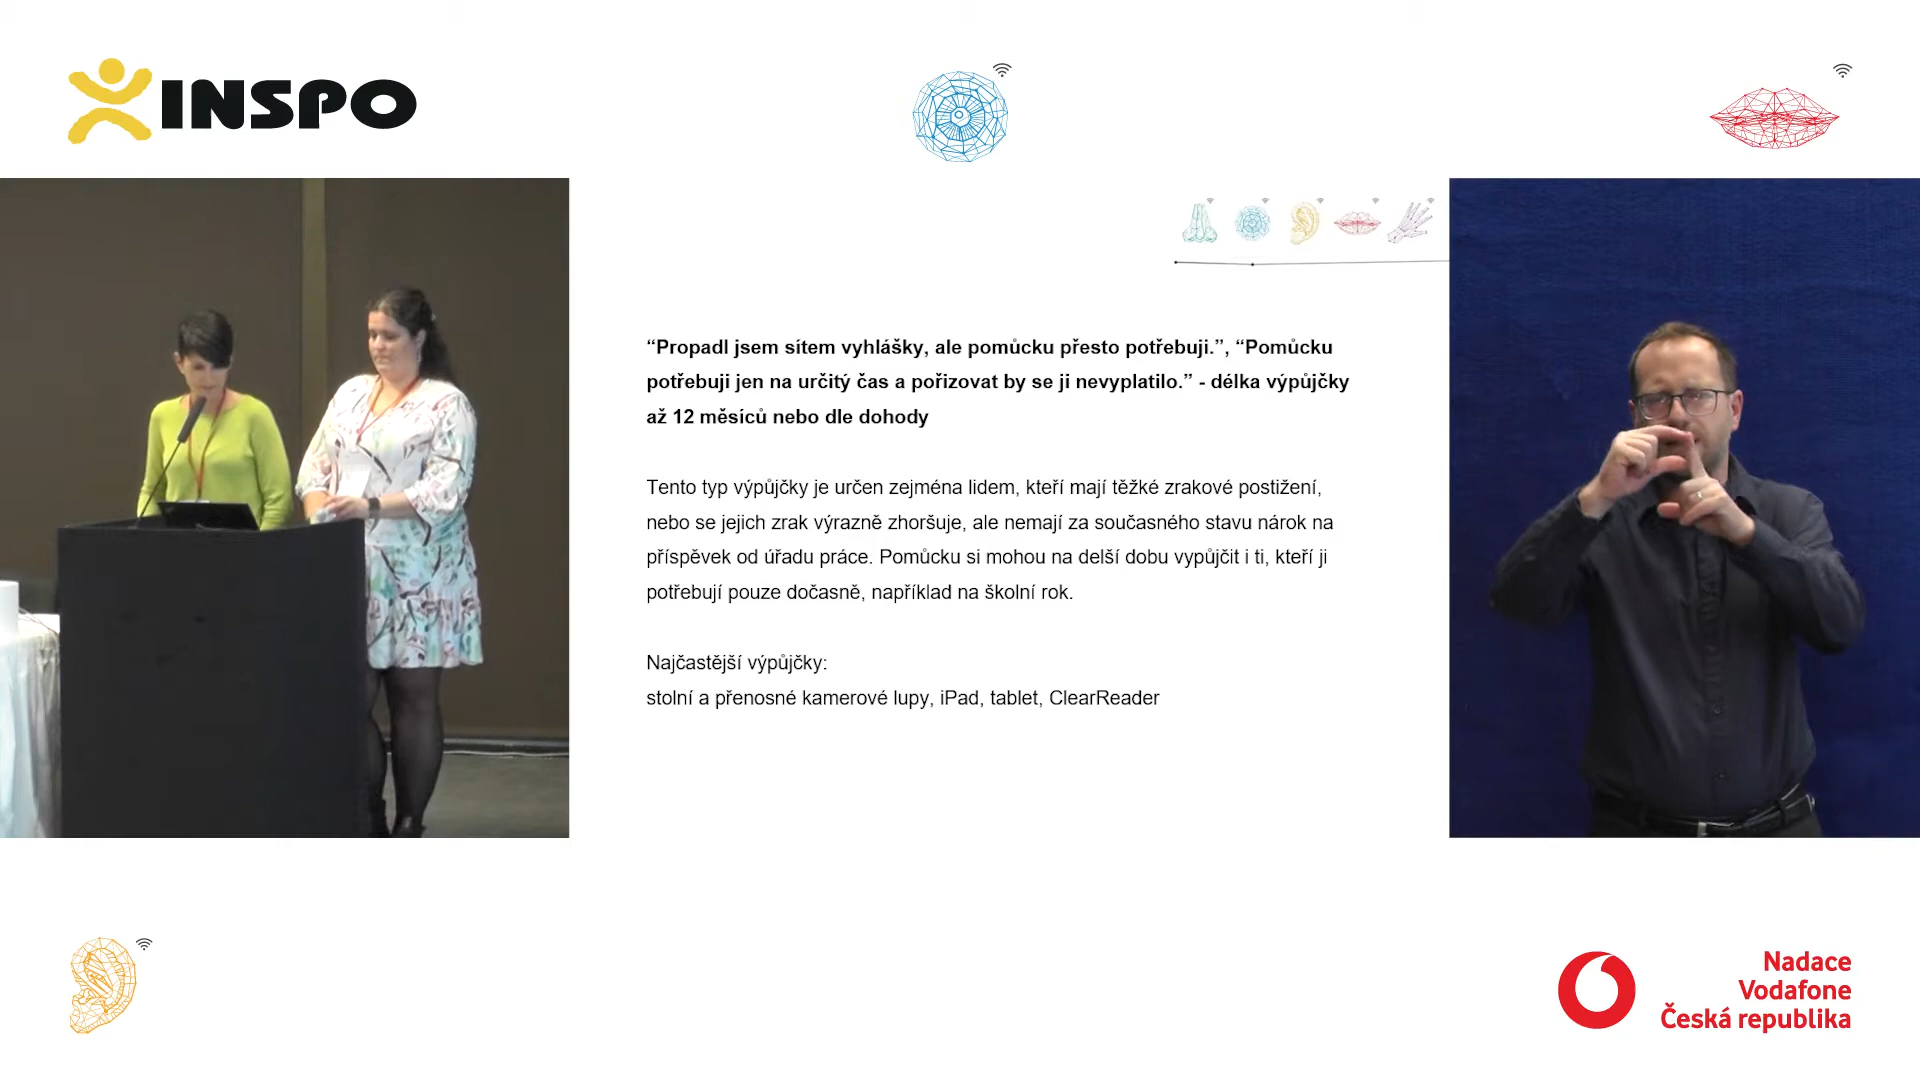 INSPO
“Propadl jsem sítem vyhlášky, ale pomůcku přesto potřebuji.”, “Pomůcku
potřebuji jen na určitý čas a pořizovat by se ji nevyplatilo.” - délka výpůjčky
až 12 měsíců nebo dle dohody
Tento typ výpůjčky je určen zejména lidem, kteří mají těžké zrakové postižení,
nebo se jejich zrak výrazně zhoršuje, ale nemají za současného stavu nárok na
příspěvek od úřadu práce. Pomůcku si mohou na delší dobu vypůjčit i ti, kteří ji
potřebují pouze dočasně, například na školní rok.
Najčastější výpůjčky:
stolní a přenosné kamerové lupy, iPad, tablet, ClearReader
Nadace
Vodafone
Česká republika